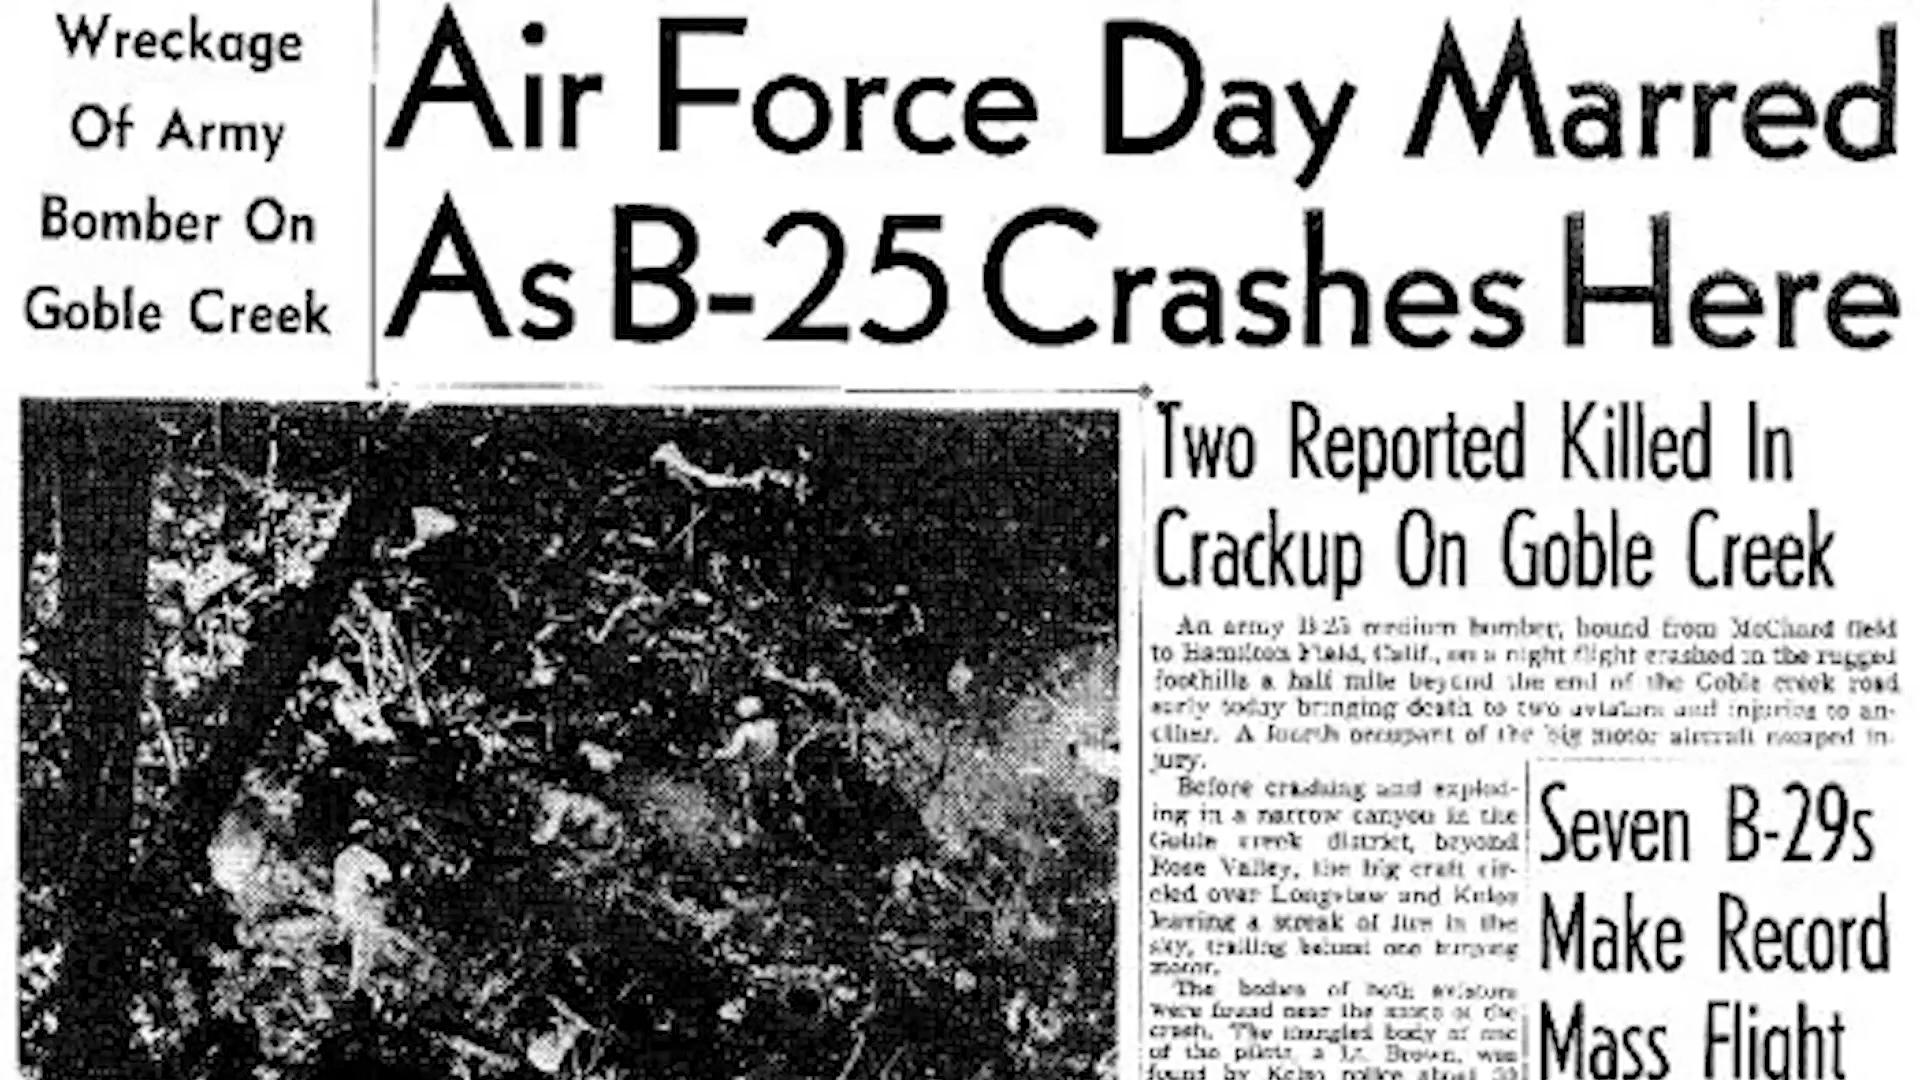 Wreckage
Of Army
Bomber On
Goble Creek
Air Force Day Marred
As B-25 Crashes Here
Two Reported Killed In
Crackup On Goble Creek
An army B-25 medium bomber, bound from McChord field
to Hamilton Field, Calif., on a night flight crashed in the rugged
foothills a half mile beyond the end of the Goble creek road
early today bringing death to two aviators and injuries to an-
other. A fourth occupant of the big motor aircraft escaped in-
jury.
Before crashing and explod-
ing in a narrow canyon in the
Goble creek district, beyond
Rose Valley, the big craft cir-
cled over Longview and Kelso
leaving a streak of fire in the
sky, trailing behind one burning
motor.
The bodies of both aviators
were found near the scene of the
crash. The mangled body of one
of the pilots, a Lt. Brown, was
found by Kelso police about
Seven B-29s
Make Record
Mass Flight